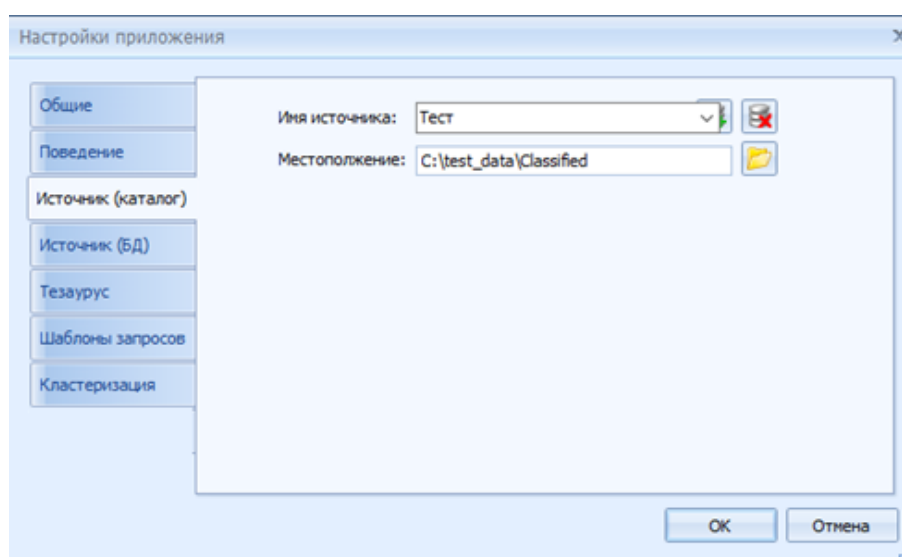 Настройки приложения
Общие
Поведение
Источник (каталог)
Источник (БД)
Тезаурус
Шаблоны запросов
Кластеризация
Имя источника: Тест
Местополжение: C:\test_data\Classified
OK Отмена